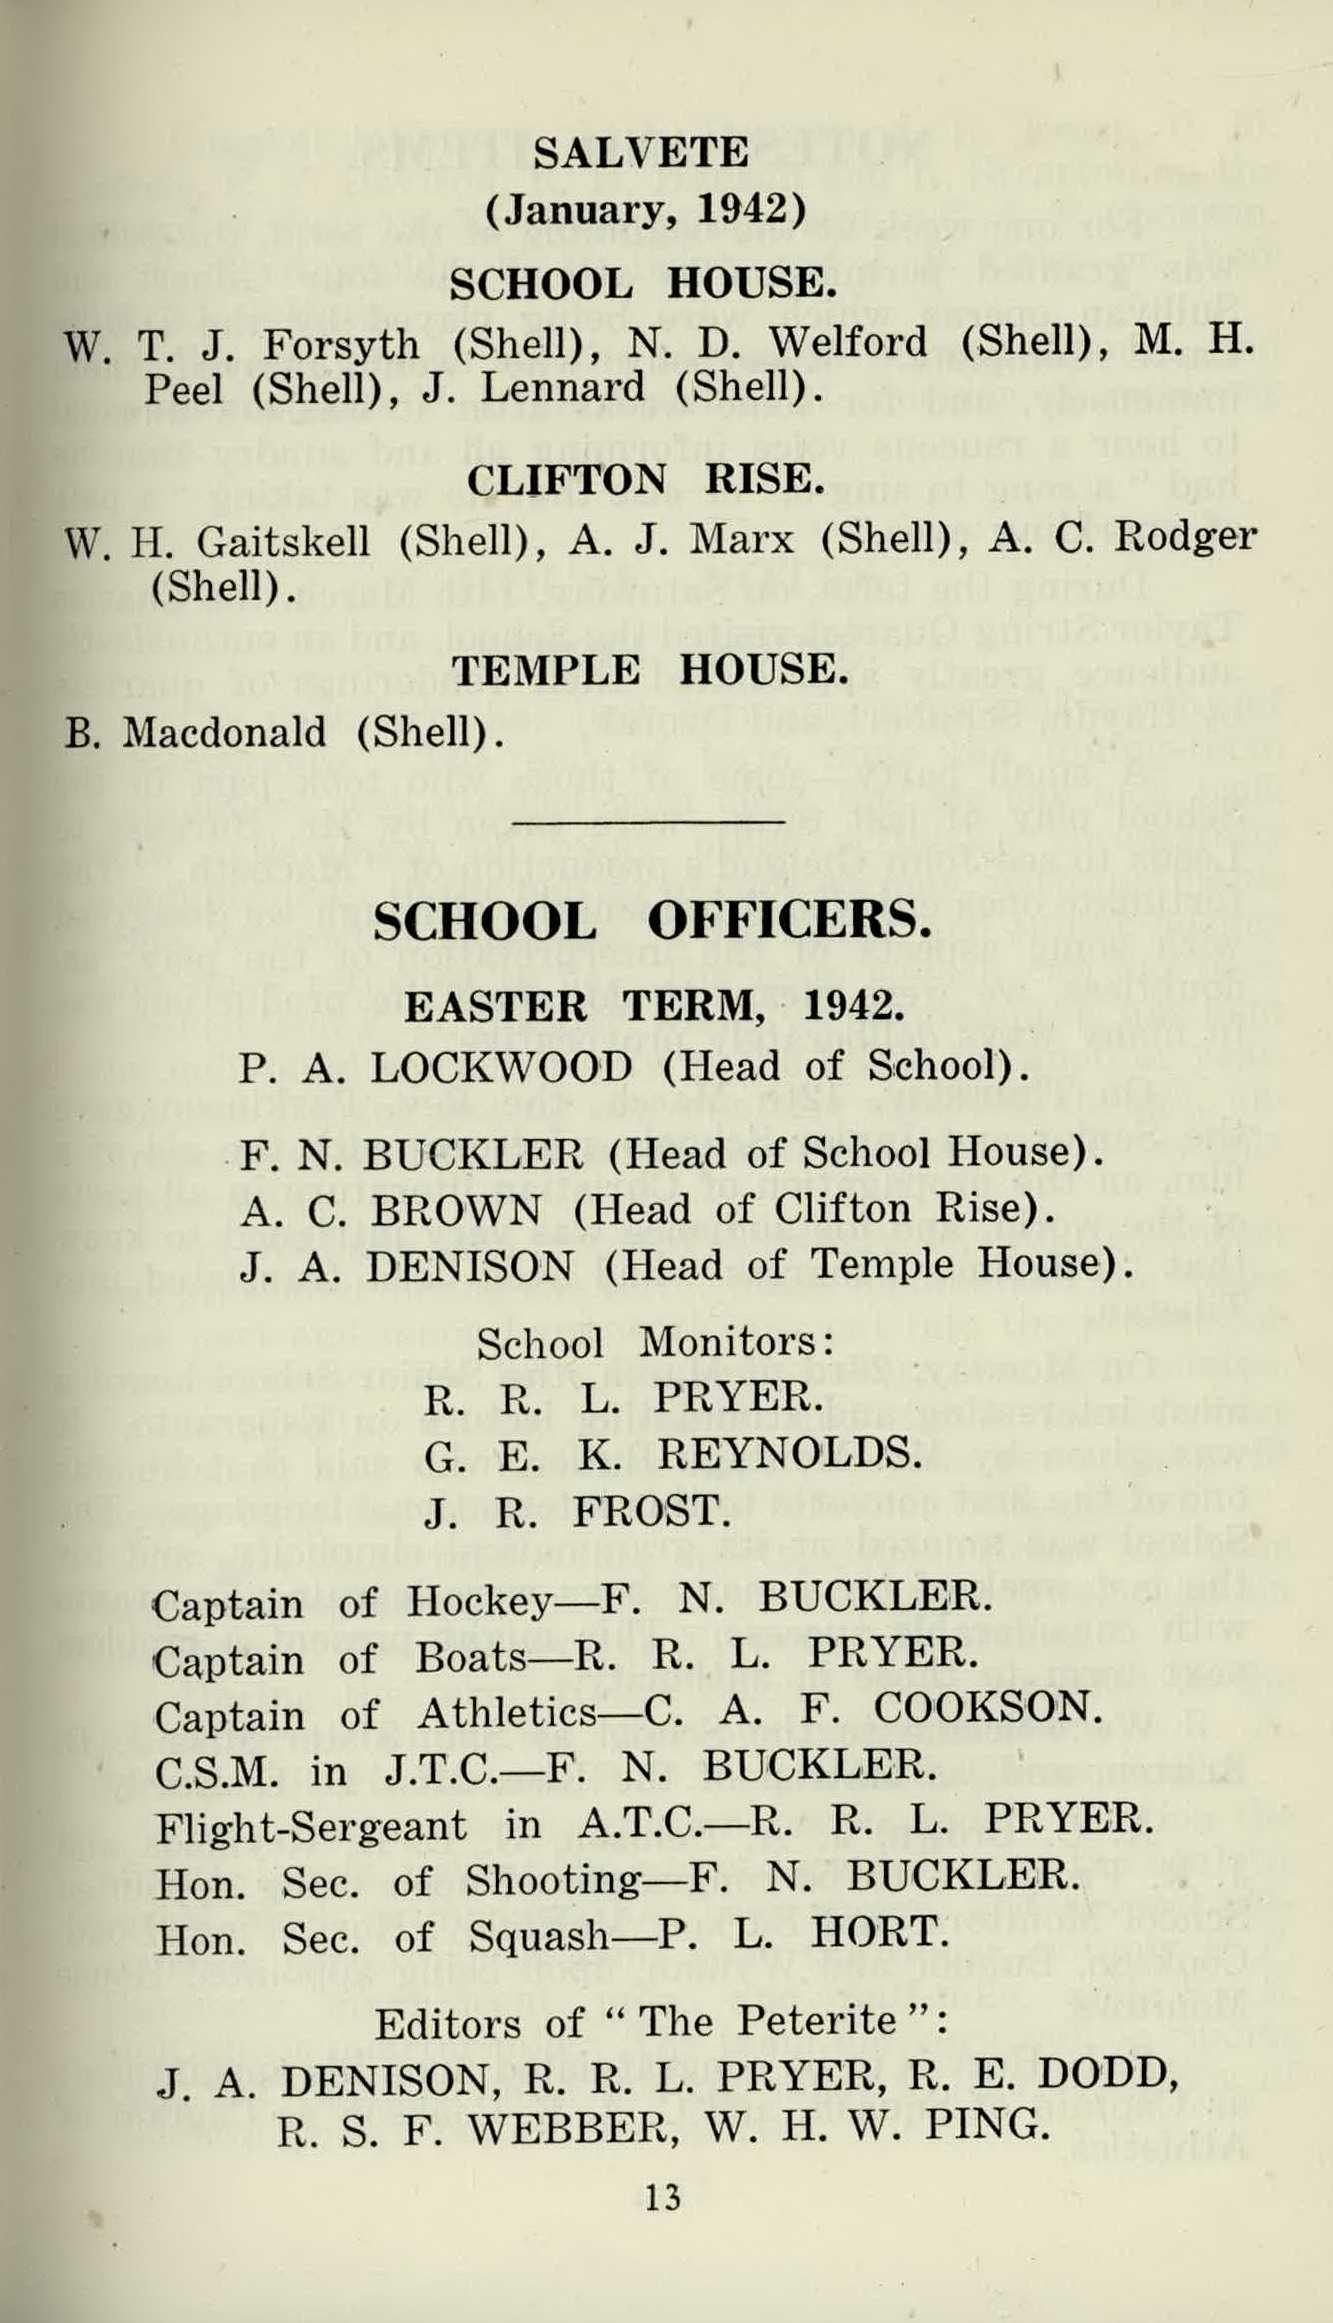 SALVETE
(January, 1942)
SCHOOL HOUSE.
W. T. J. Forsyth (Shell), N. D. Welford (Shell), M. H.
Peel (Shell), J. Lennard (Shell).
CLIFTON RISE.
W. H. Gaitskell (Shell), A. J. Marx (Shell), A. C. Rodger
(Shell).
TEMPLE HOUSE.
B. Macdonald (Shell).
SCHOOL OFFICERS.
EASTER TERM, 1942.
P. A. LOCKWOOD (Head of School).
F. N. BUCKLER (Head of School House).
A. C. BROWN (Head of Clifton Rise).
J. A. DENISON (Head of Temple House).
School Monitors:
R. R. L. PRYER.
G. E. K. REYNOLDS.
J. R. FROST.
Captain of Hockey—F. N. BUCKLER.
Captain of Boats—R. R. L. PRYER.
Captain of Athletics—C. A. F. COOKSON.
C.S.M. in J.T.C.—F. N. BUCKLER.
Flight-Sergeant in A.T.C.—R. R. L. PRYER.
Hon. Sec. of Shooting—F. N. BUCKLER.
Hon. Sec. of Squash—P. L. HORT.
Editors of " The Peterite ":
J. A. DENISON, R. R. L. PRYER, R. E. DODD,
R. S. F. WEBBER, W. H. W. PING.
13